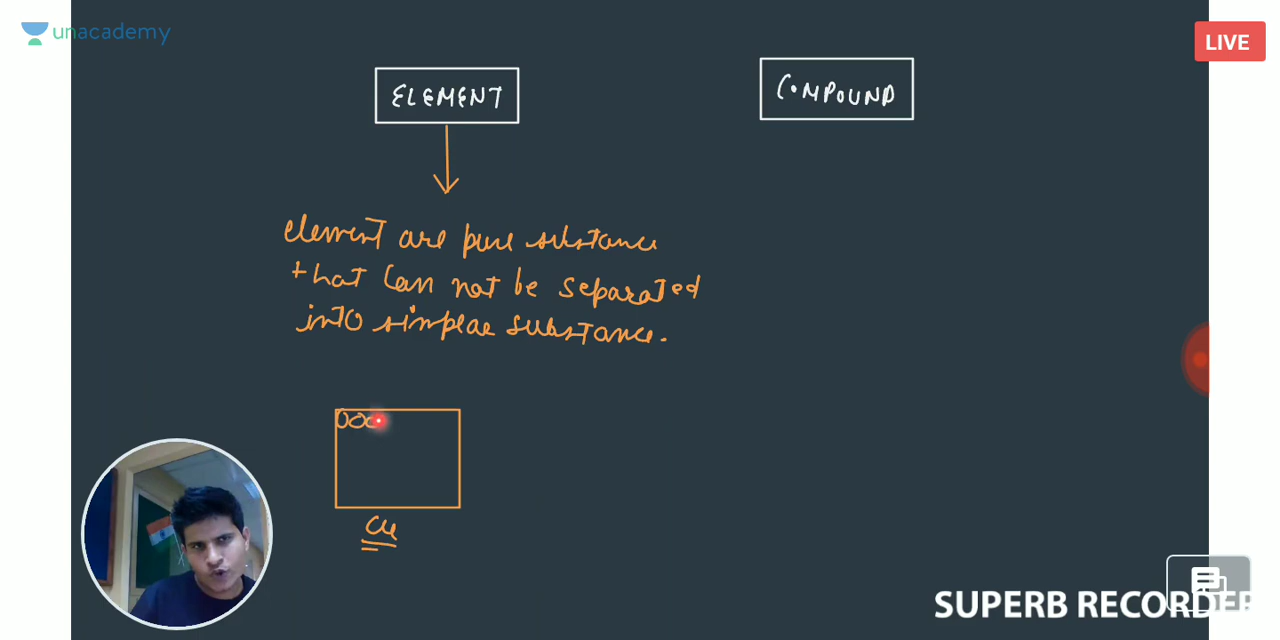 unacademy
LIVE
ELEMENT
COMPOUND
element are pure substance
that can not be separated
into simpler substance.
000
Cu
SUPERB RECORDER